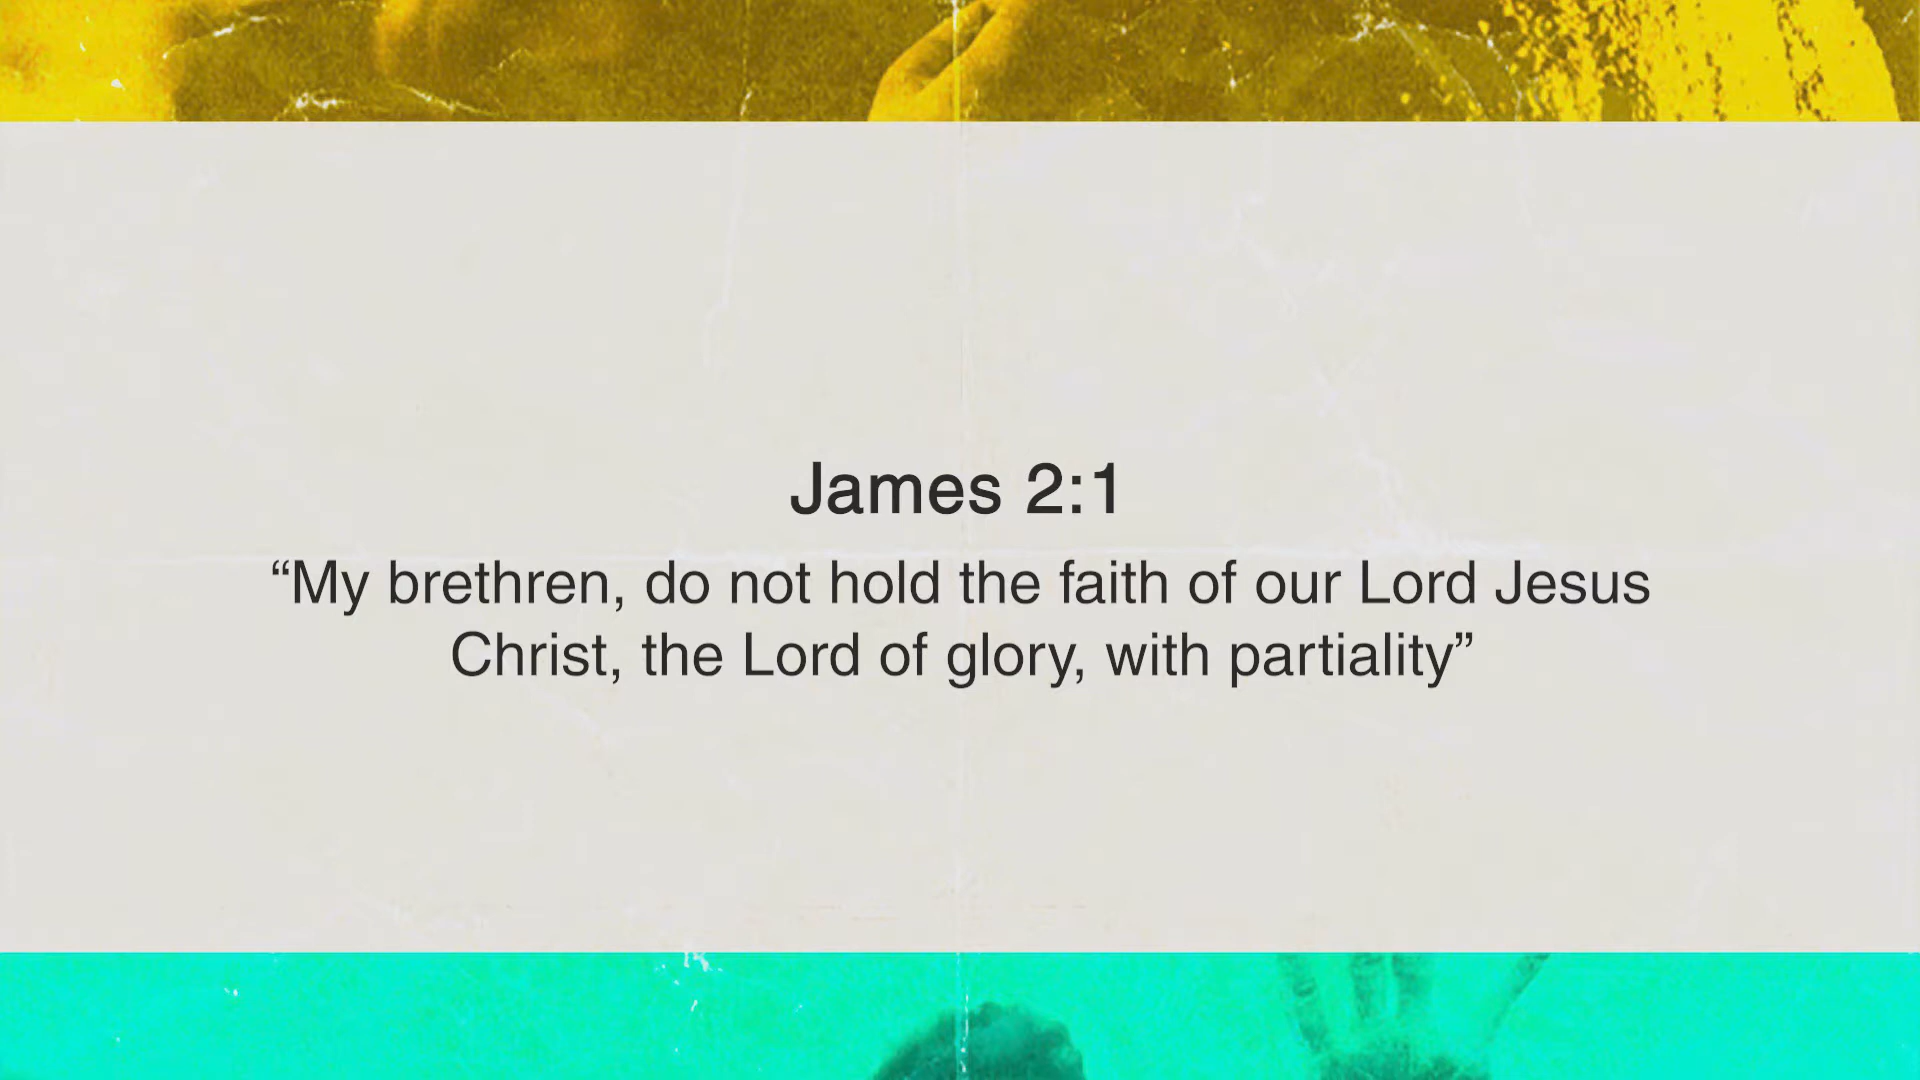 James 2:1
“My brethren, do not hold the faith of our Lord Jesus
Christ, the Lord of glory, with partiality”